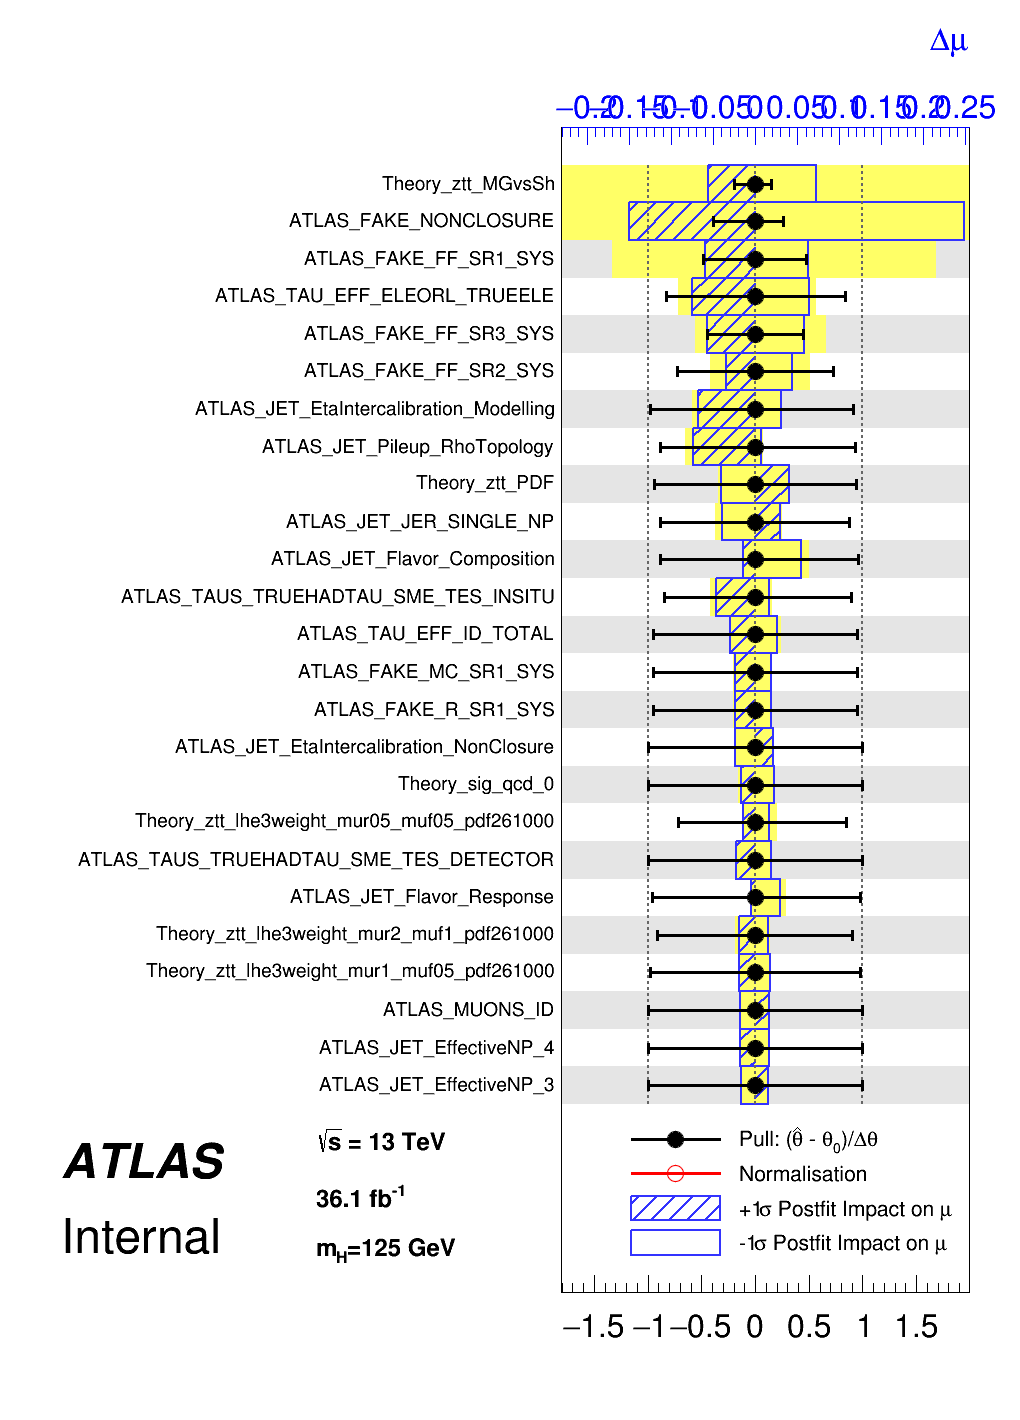 Δμ
−0.2−0.15−0.1−0.05 0 0.05 0.1 0.15 0.2 0.25
Theory_ztt_MGvsSh
ATLAS_FAKE_NONCLOSURE
ATLAS_FAKE_FF_SR1_SYS
ATLAS_TAU_EFF_ELEORL_TRUEELE
ATLAS_FAKE_FF_SR3_SYS
ATLAS_FAKE_FF_SR2_SYS
ATLAS_JET_EtaIntercalibration_Modelling
ATLAS_JET_Pileup_RhoTopology
Theory_ztt_PDF
ATLAS_JET_JER_SINGLE_NP
ATLAS_JET_Flavor_Composition
ATLAS_TAUS_TRUEHADTAU_SME_TES_INSITU
ATLAS_TAU_EFF_ID_TOTAL
ATLAS_FAKE_MC_SR1_SYS
ATLAS_FAKE_R_SR1_SYS
ATLAS_JET_EtaIntercalibration_NonClosure
Theory_sig_qcd_0
Theory_ztt_lhe3weight_mur05_muf05_pdf261000
ATLAS_TAUS_TRUEHADTAU_SME_TES_DETECTOR
ATLAS_JET_Flavor_Response
Theory_ztt_lhe3weight_mur2_muf1_pdf261000
Theory_ztt_lhe3weight_mur1_muf05_pdf261000
ATLAS_MUONS_ID
ATLAS_JET_EffectiveNP_4
ATLAS_JET_EffectiveNP_3
ATLAS
Internal
√s = 13 TeV
36.1 fb⁻¹
m_H=125 GeV
Pull: (θ̂ - θ₀)/Δθ
Normalisation
+1σ Postfit Impact on μ
-1σ Postfit Impact on μ
−1.5 −1 −0.5 0 0.5 1 1.5